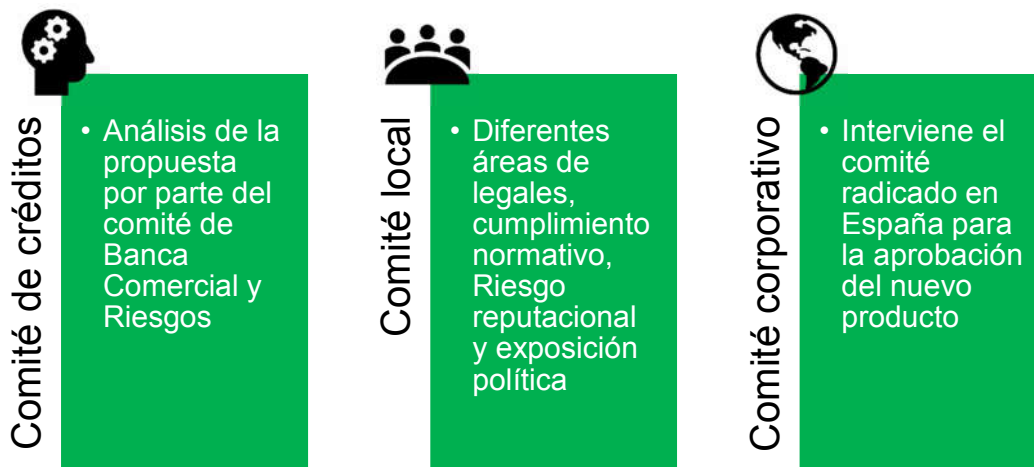 Comité de créditos
• Análisis de la
propuesta
por parte del
comité de
Banca
Comercial y
Riesgos
Comité local
• Diferentes
áreas de
legales,
cumplimiento
normativo,
Riesgo
reputacional
y exposición
política
Comité corporativo
• Interviene el
comité
radicado en
España para
la aprobación
del nuevo
producto